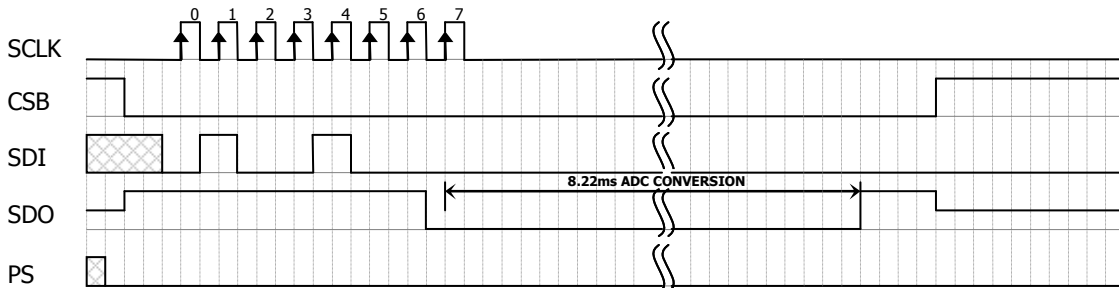 0 1 2 3 4 5 6 7
SCLK
CSB
SDI
8.22ms ADC CONVERSION
SDO
PS